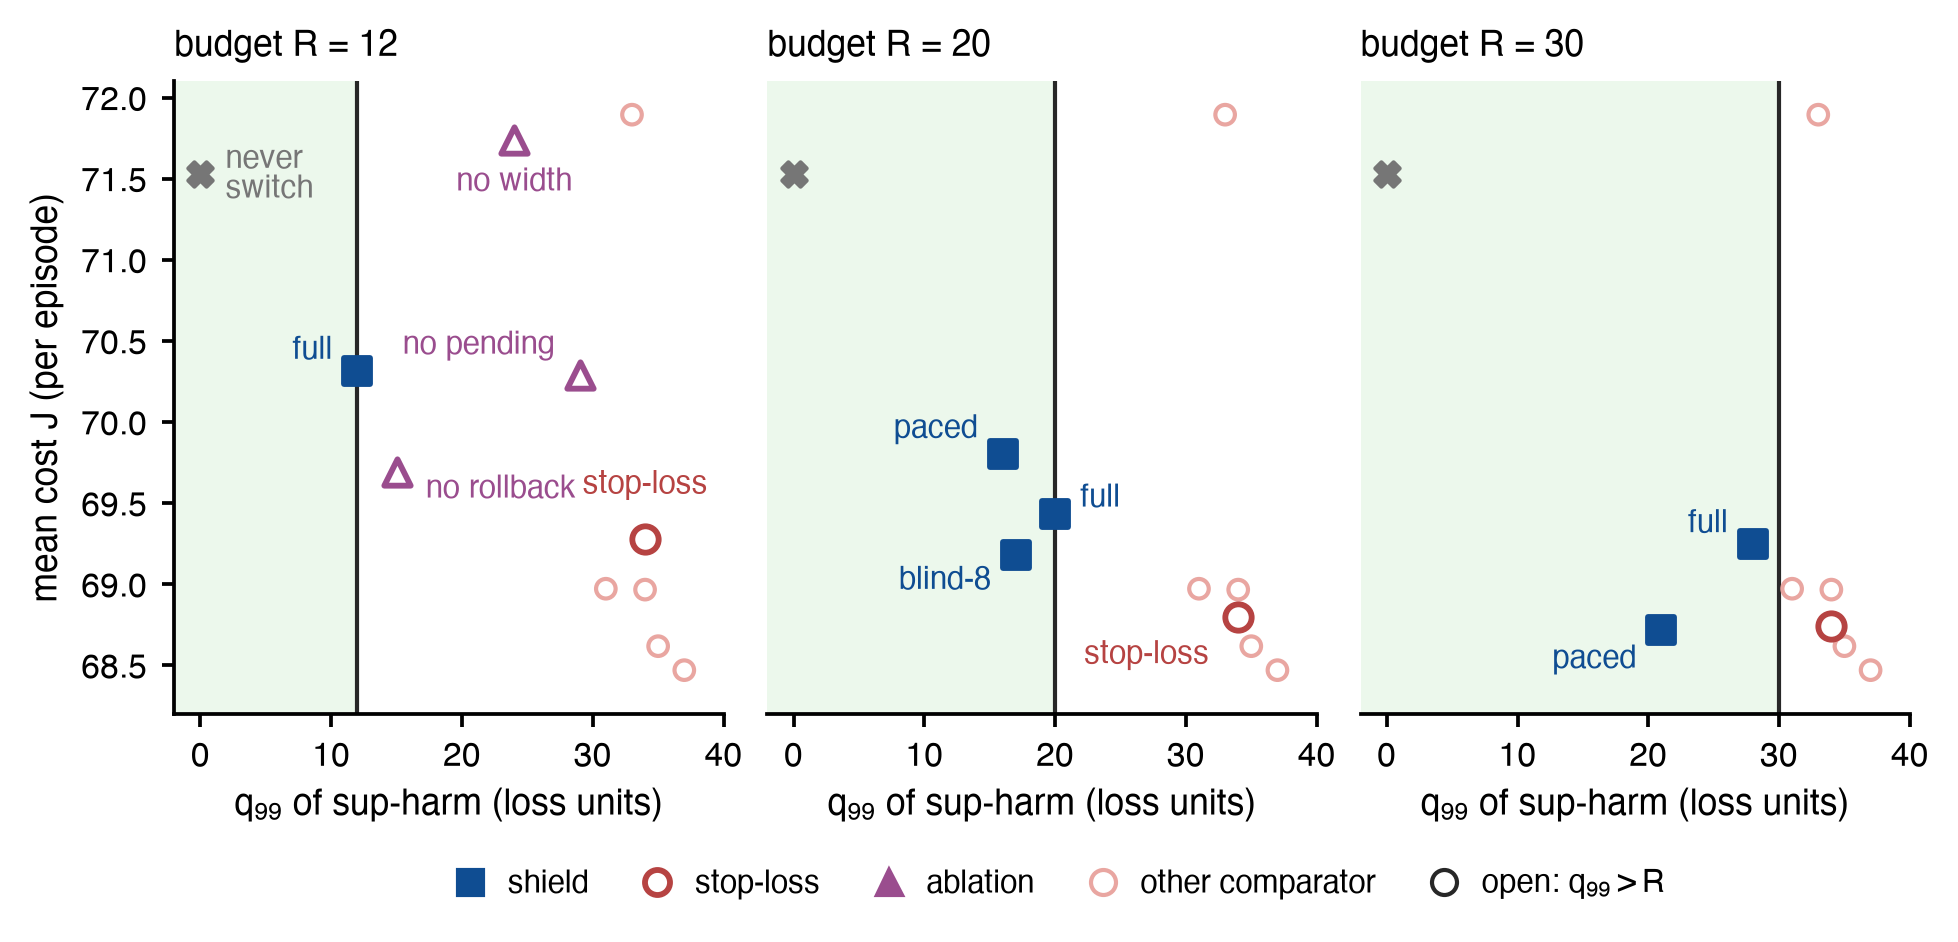 budget R = 12
budget R = 20
budget R = 30
mean cost J (per episode)
72.0
71.5
71.0
70.5
70.0
69.5
69.0
68.5
never
switch
no width
full
no pending
no rollback
stop-loss
paced
full
blind-8
stop-loss
full
paced
0 10 20 30 40
0 10 20 30 40
0 10 20 30 40
q₉₉ of sup-harm (loss units)
q₉₉ of sup-harm (loss units)
q₉₉ of sup-harm (loss units)
shield
stop-loss
ablation
other comparator
open: q₉₉ > R